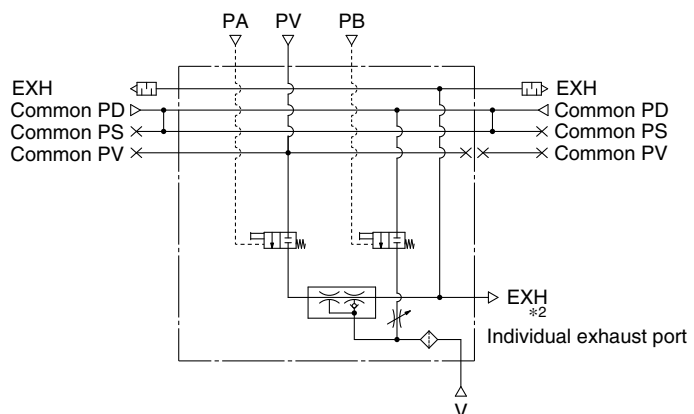 PA PV PB
EXH EXH
Common PD Common PD
Common PS Common PS
Common PV Common PV
EXH
*2
Individual exhaust port
V